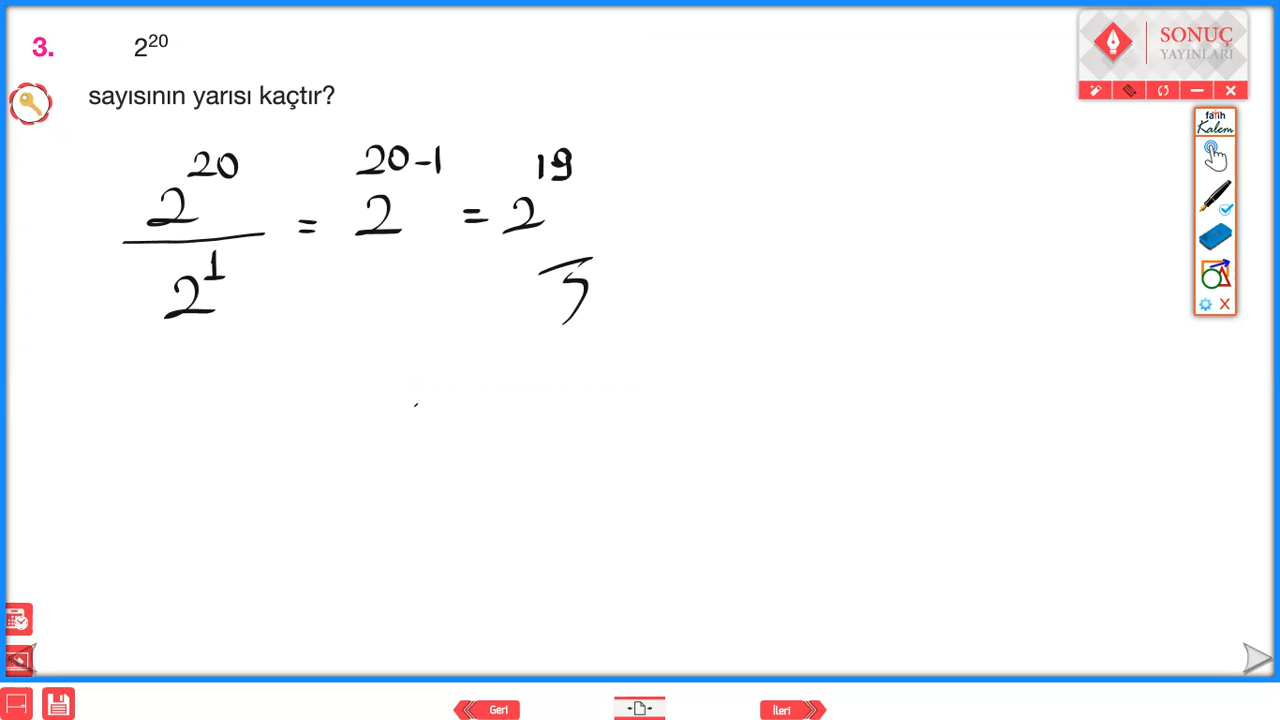 3. 2^20
sayısının yarısı kaçtır?
2^20 / 2^1 = 2^20-1 = 2^19
SONUÇ
YAYINLARI
fatih
Kalem
Geri
İleri